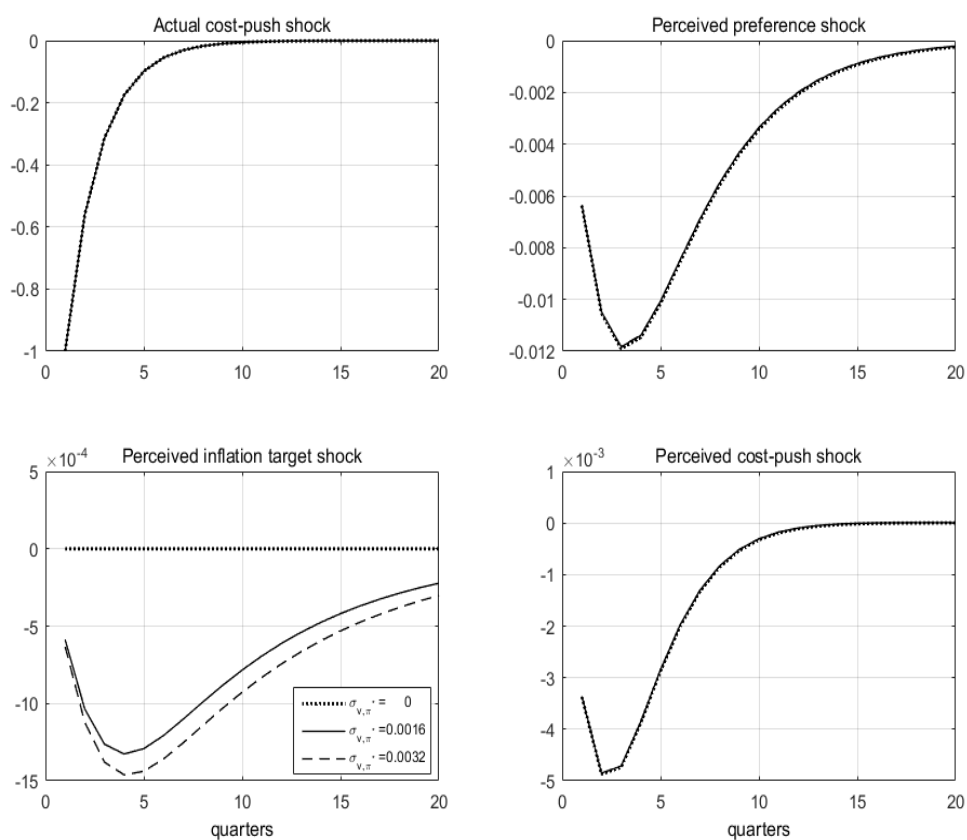 Actual cost-push shock
0
-0.2
-0.4
-0.6
-0.8
-1
0 5 10 15 20
Perceived preference shock
0
-0.002
-0.004
-0.006
-0.008
-0.01
-0.012
0 5 10 15 20
×10⁻⁴ Perceived inflation target shock
5
0
-5
-10
-15
0 5 10 15 20
quarters
σ_{ν,π*} = 0
σ_{ν,π*} =0.0016
σ_{ν,π*} =0.0032
×10⁻³ Perceived cost-push shock
1
0
-1
-2
-3
-4
-5
0 5 10 15 20
quarters